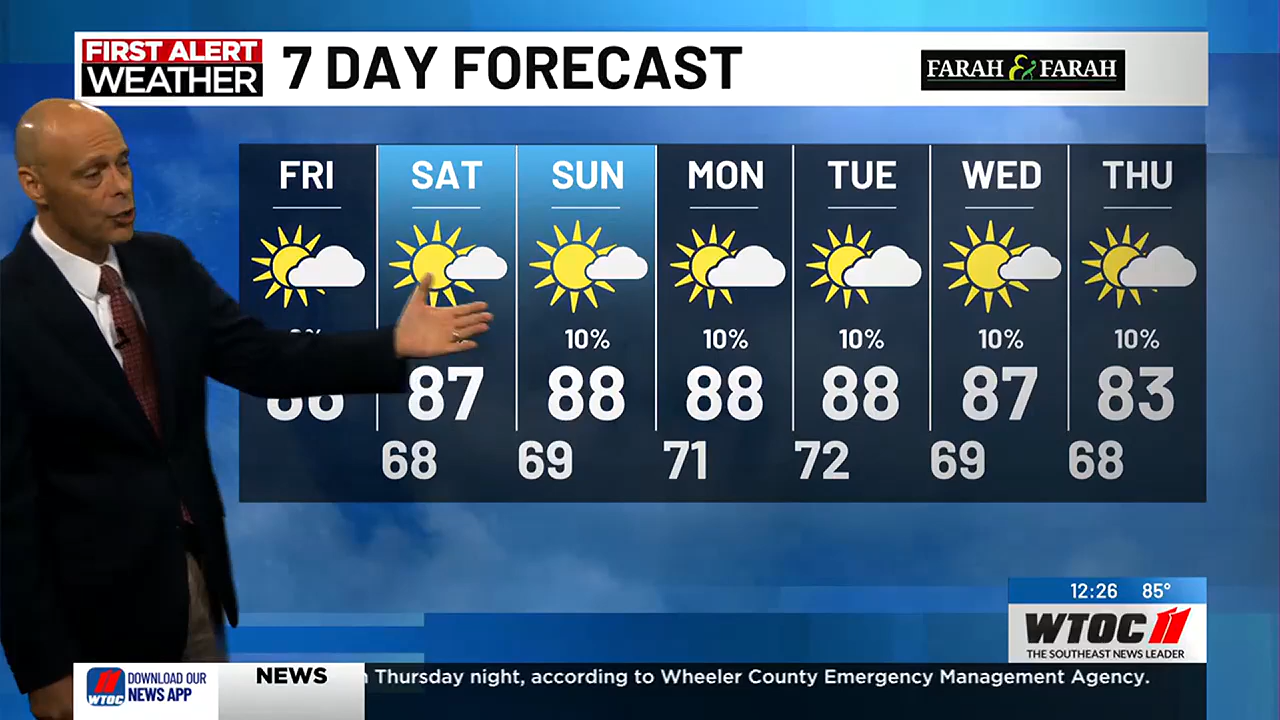 FIRST ALERT
WEATHER
7 DAY FORECAST
FARAH & FARAH
FRI SAT SUN MON TUE WED THU
10% 10% 10% 10% 10%
87 88 88 88 87 83
68 69 71 72 69 68
12:26 85°
WTOC 11
THE SOUTHEAST NEWS LEADER
11
WTOC
DOWNLOAD OUR
NEWS APP
NEWS
Thursday night, according to Wheeler County Emergency Management Agency.